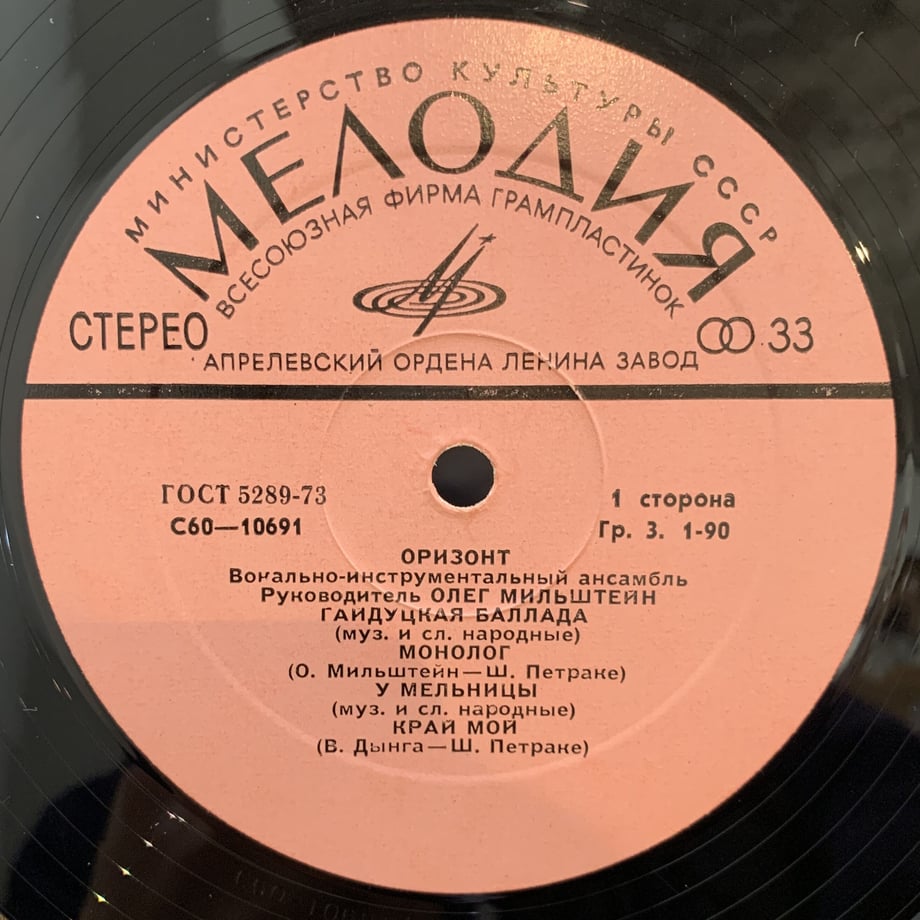 МИНИСТЕРСТВО КУЛЬТУРЫ СССР
МЕЛОДИЯ
ВСЕСОЮЗНАЯ ФИРМА ГРАМПЛАСТИНОК
СТЕРЕО
33
АПРЕЛЕВСКИЙ ОРДЕНА ЛЕНИНА ЗАВОД
ГОСТ 5289-73
С60—10691
1 сторона
Гр. 3. 1-90
ОРИЗОНТ
Вокально-инструментальный ансамбль
Руководитель ОЛЕГ МИЛЬШТЕЙН
ГАЙДУЦКАЯ БАЛЛАДА
(муз. и сл. народные)
МОНОЛОГ
(О. Мильштейн—Ш. Петраке)
У МЕЛЬНИЦЫ
(муз. и сл. народные)
КРАЙ МОЙ
(В. Дынга—Ш. Петраке)